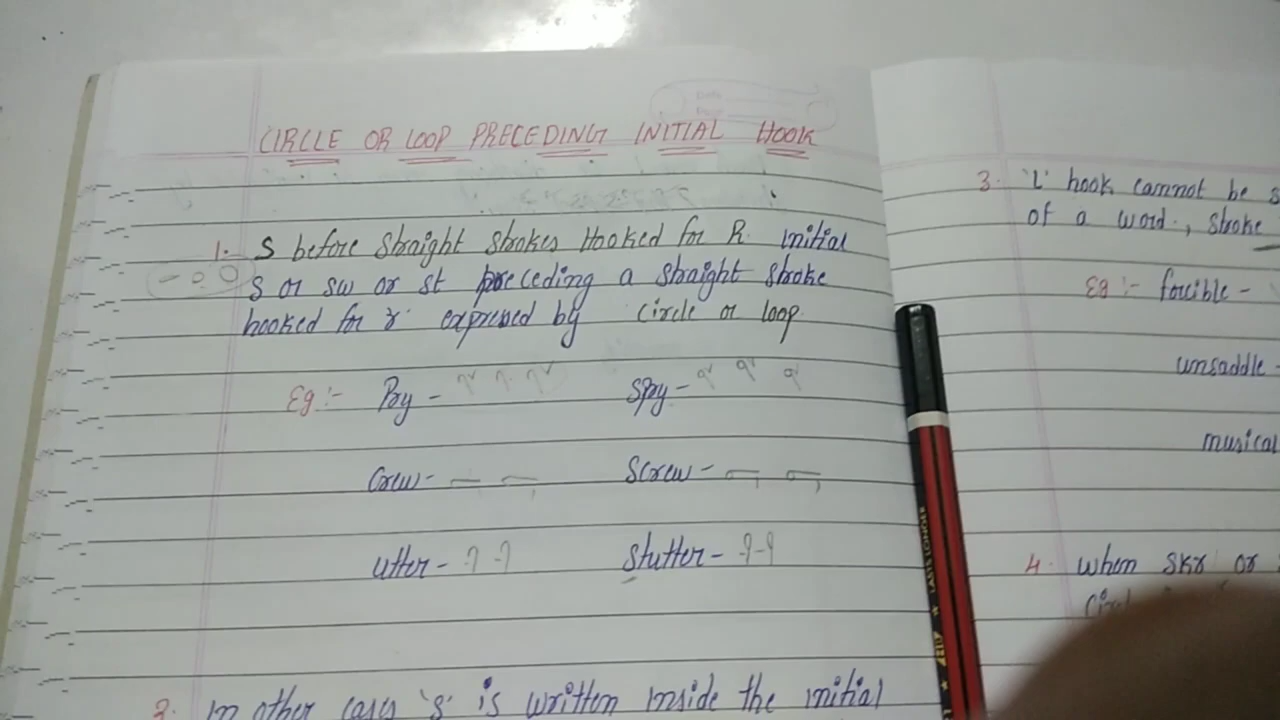 CIRCLE OR LOOP PRECEDING INITIAL HOOK
1. S before straight strokes Hooked for R. initial
S or sw or st preceding a straight stroke
hooked for r. expressed by circle or loop.
Eg :- Pry - Spry -
Crew - Screw -
utter - Stutter -
2. in other cases 's' is written inside the initial
3. 'L' hook cannot be
of a word, stroke
Eg :- forcible -
unsaddle -
musical
4. when skr or
LASTS LONGER